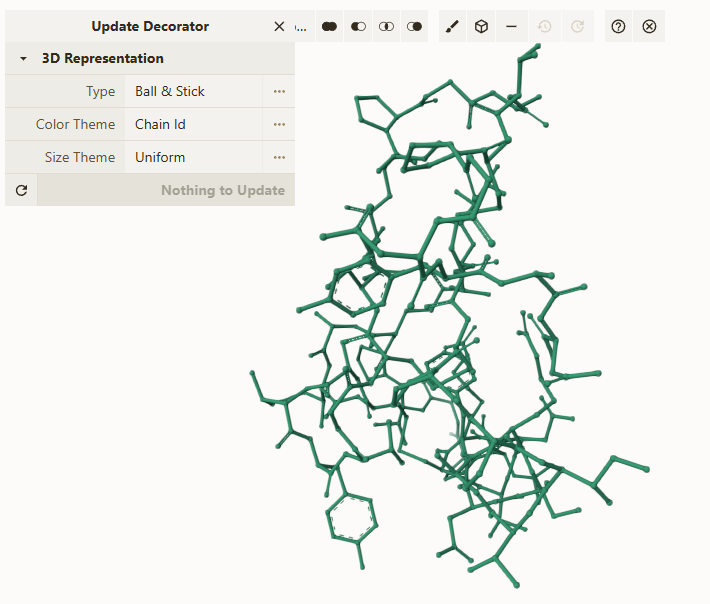 Update Decorator
...
3D Representation
Type Ball & Stick ...
Color Theme Chain Id ...
Size Theme Uniform ...
Nothing to Update